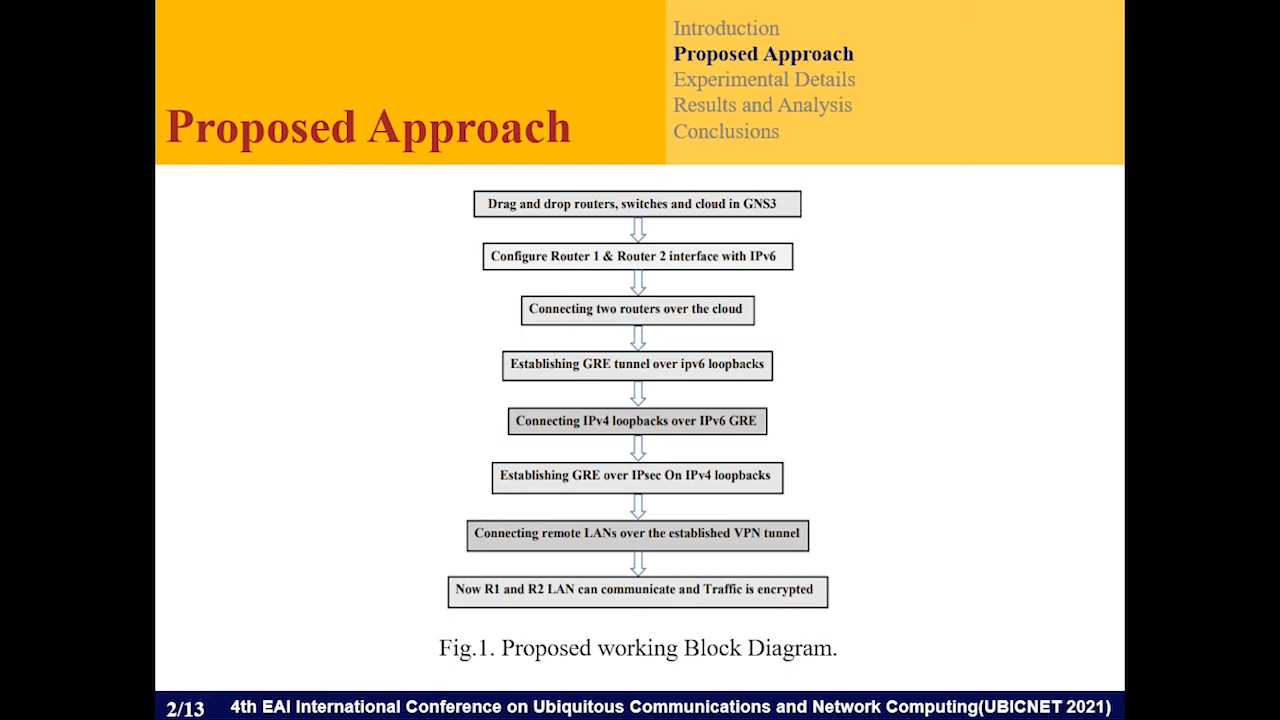 Introduction
Proposed Approach
Experimental Details
Results and Analysis
Conclusions
Proposed Approach
Drag and drop routers, switches and cloud in GNS3
Configure Router 1 & Router 2 interface with IPv6
Connecting two routers over the cloud
Establishing GRE tunnel over ipv6 loopbacks
Connecting IPv4 loopbacks over IPv6 GRE
Establishing GRE over IPsec On IPv4 loopbacks
Connecting remote LANs over the established VPN tunnel
Now R1 and R2 LAN can communicate and Traffic is encrypted
Fig.1. Proposed working Block Diagram.
2/13 4th EAI International Conference on Ubiquitous Communications and Network Computing(UBICNET 2021)